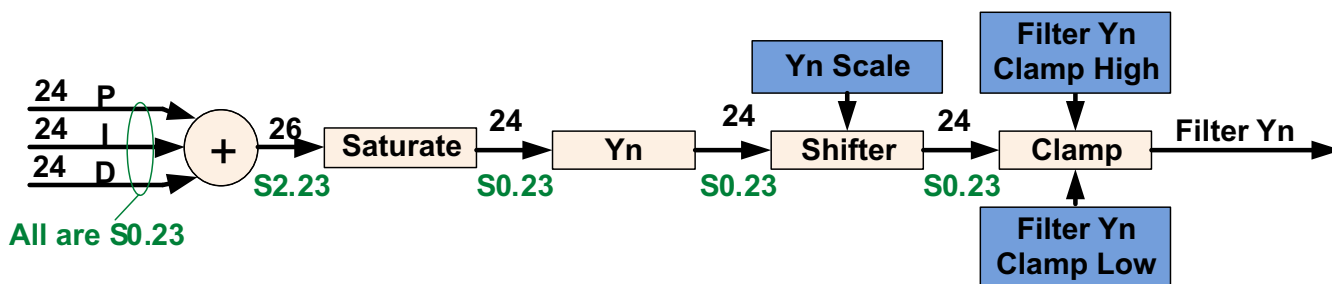 24 P
24 I
24 D
All are S0.23
+
26
S2.23
Saturate
24
S0.23
Yn
24
S0.23
Yn Scale
Shifter
24
S0.23
Filter Yn
Clamp High
Clamp
Filter Yn
Clamp Low
Filter Yn